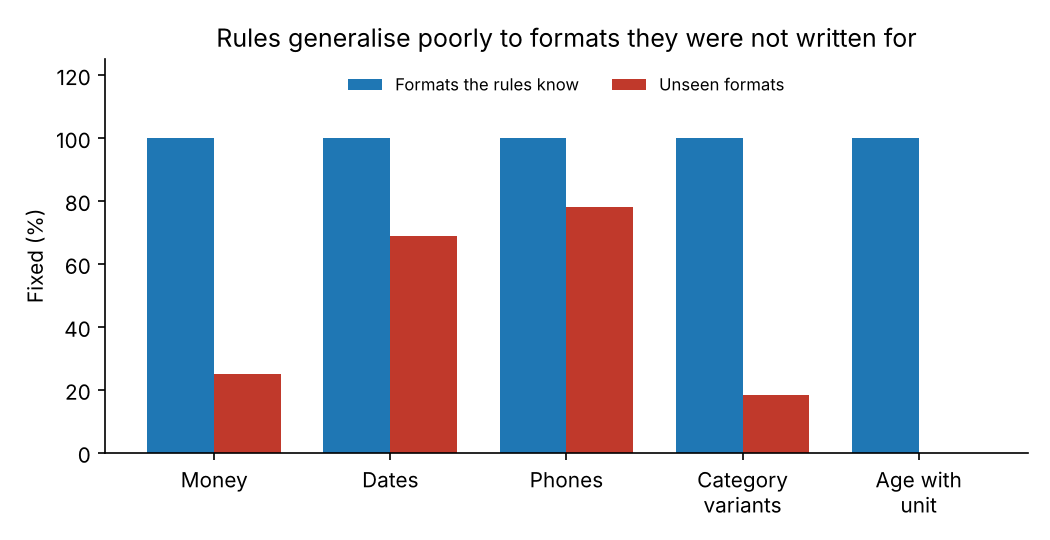 Rules generalise poorly to formats they were not written for
Formats the rules know
Unseen formats
Fixed (%)
120
100
80
60
40
20
0
Money
Dates
Phones
Category
variants
Age with
unit